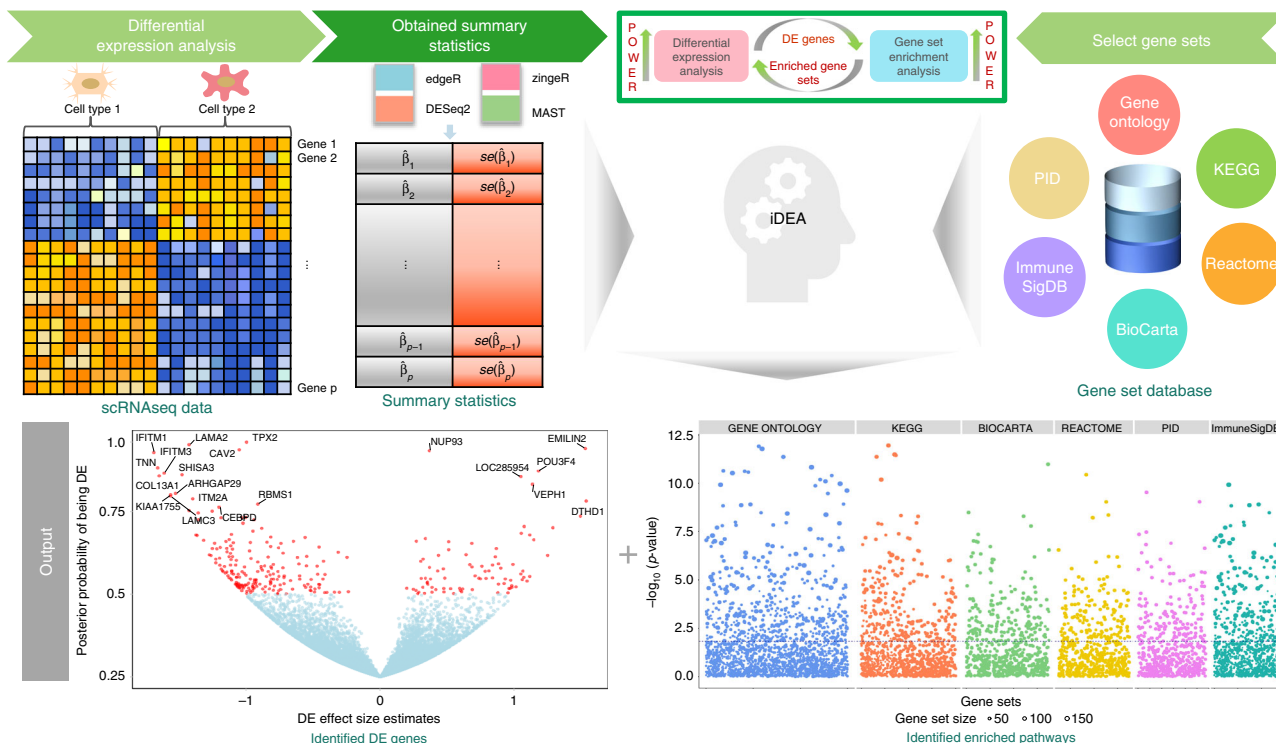 Differential
expression analysis
Obtained summary
statistics
POWER
Differential
expression
analysis
DE genes
Enriched gene
sets
Gene set
enrichment
analysis
POWER
Select gene sets
Cell type 1
Cell type 2
Gene 1
Gene 2
⋮
Gene p
scRNAseq data
edgeR
zingeR
DESeq2
MAST
β̂1 se(β̂1)
β̂2 se(β̂2)
⋮ ⋮
β̂p−1 se(β̂p−1)
β̂p se(β̂p)
Summary statistics
iDEA
Gene
ontology
PID
KEGG
Immune
SigDB
Reactome
BioCarta
Gene set database
Output
Posterior probability of being DE
1.0
0.75
0.5
0.25
IFITM1
LAMA2
TPX2
IFITM3
CAV2
TNN
SHISA3
COL13A1
ARHGAP29
KIAA1755
ITM2A
RBMS1
LAMC3
CEBPD
NUP93
EMILIN2
LOC285954
POU3F4
VEPH1
DTHD1
−1 0 1
DE effect size estimates
Identified DE genes
+
−log10 (p-value)
12.5
10.0
7.5
5.0
2.5
0.0
GENE ONTOLOGY KEGG BIOCARTA REACTOME PID ImmuneSigDB
Gene sets
Gene set size 50 100 150
Identified enriched pathways